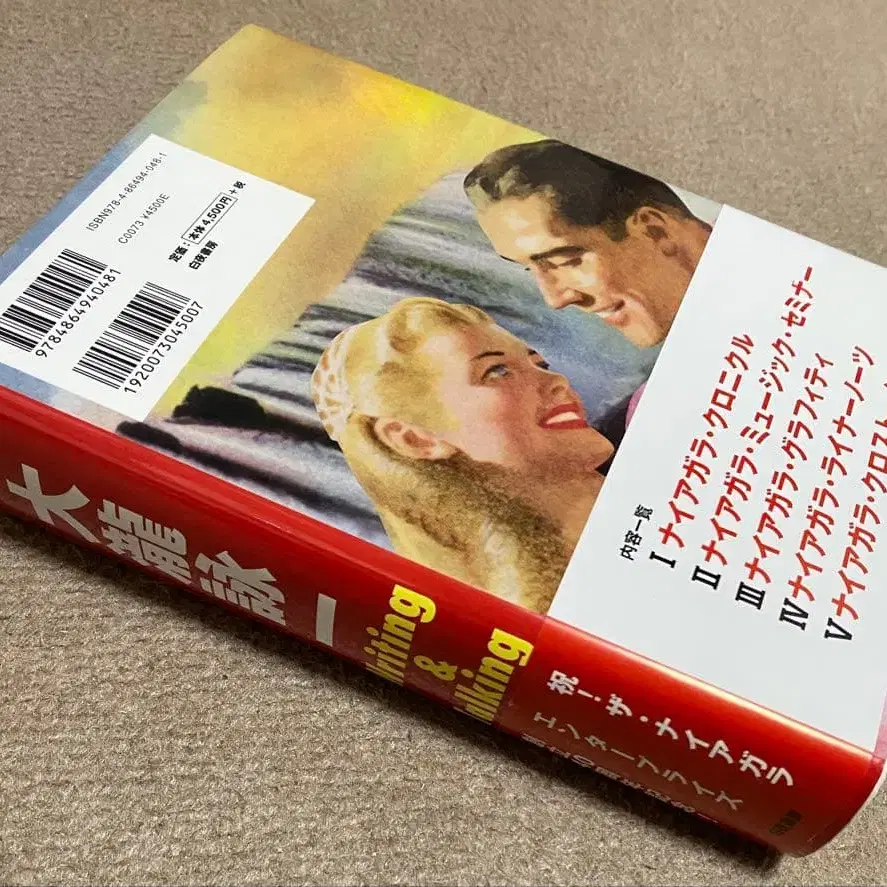 ISBN978-4-86494-048-1
C0073 ¥4500E
定価:本体4,500円+税
白夜書房
9784864940481
1920073045007
大瀧詠一
Writing
&
Talking
祝!ザ・ナイアガラ
エンタープライズ
内容一覧
I ナイアガラ・クロニクル
II ナイアガラ・ミュージック・セミナー
III ナイアガラ・グラフィティ
IV ナイアガラ・ライナーノーツ
V ナイアガラ・クロスト